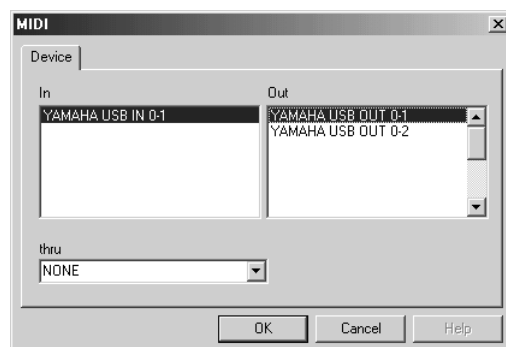 MIDI
Device
In
Out
YAMAHA USB IN 0-1
YAMAHA USB OUT 0-1
YAMAHA USB OUT 0-2
thru
NONE
OK
Cancel
Help